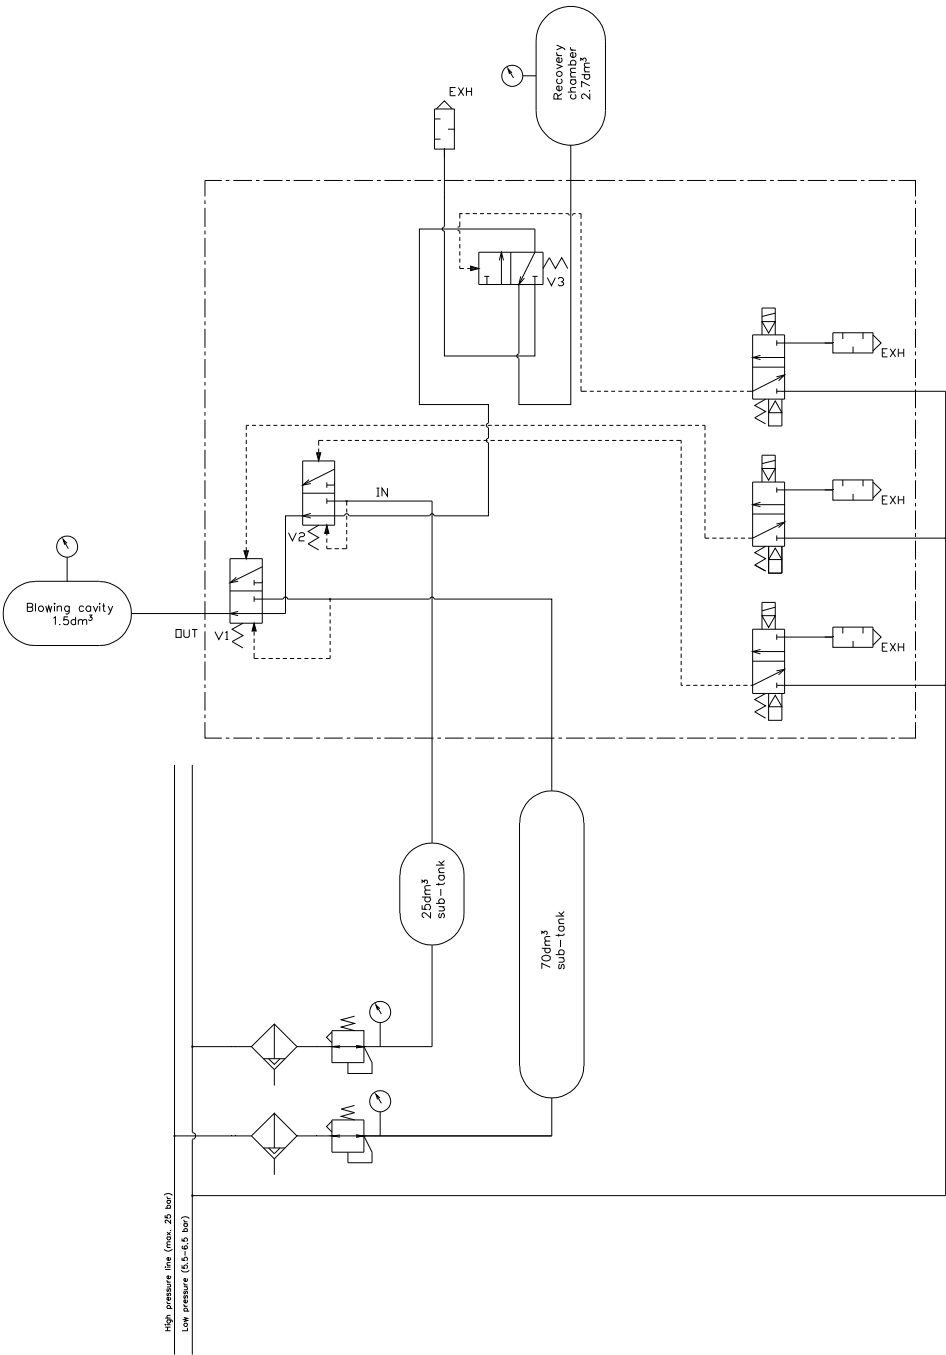 EXH
Recovery
chamber
2.7dm³
V3
EXH
IN
EXH
V2
Blowing cavity
1.5dm³
OUT
V1
EXH
25dm³
sub-tank
70dm³
sub-tank
High pressure line (max. 25 bar)
Low pressure (5.5-6.5 bar)